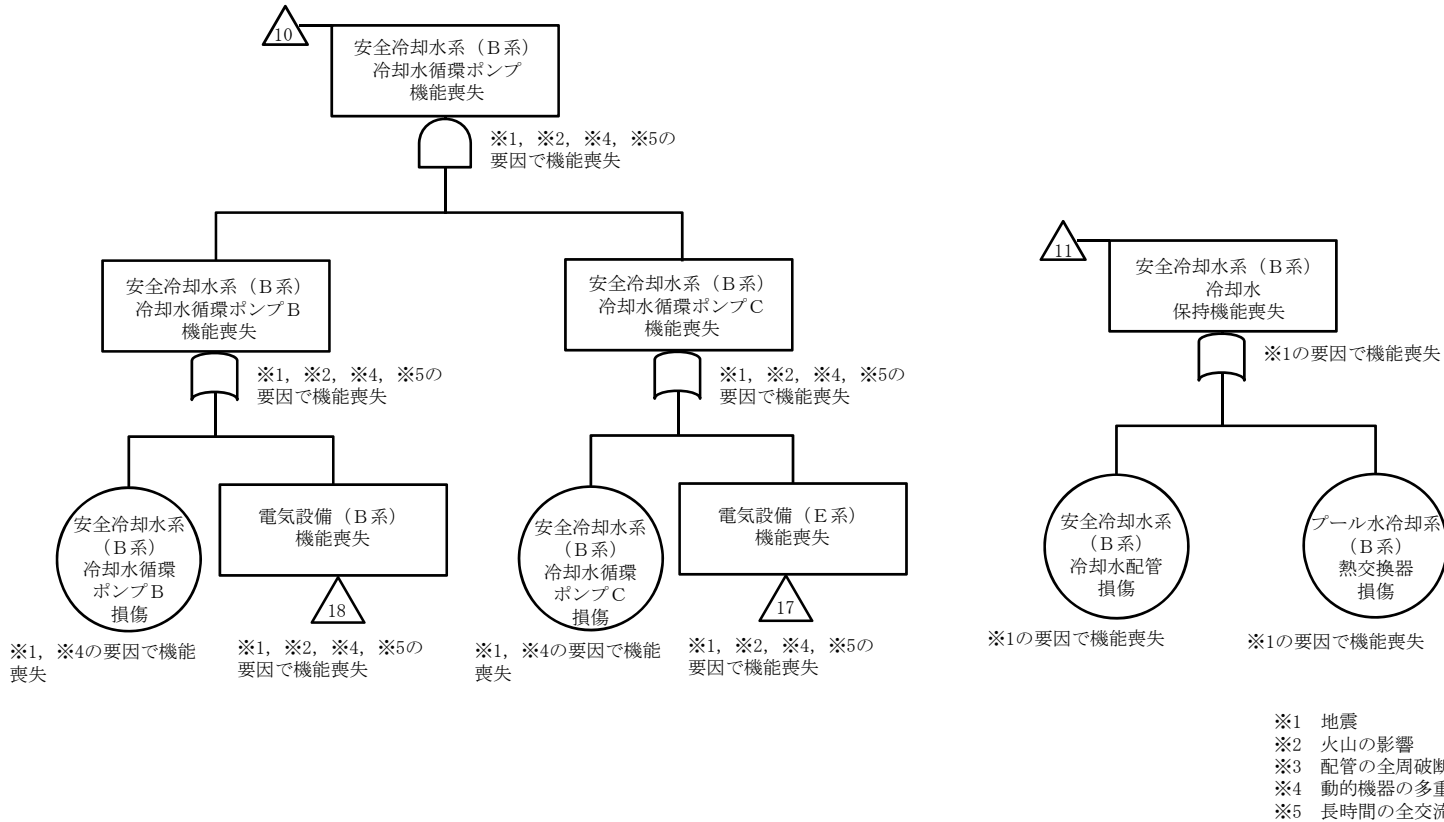 10
安全冷却水系（Ｂ系）
冷却水循環ポンプ
機能喪失
※1，※2，※4，※5の
要因で機能喪失
安全冷却水系（Ｂ系）
冷却水循環ポンプＢ
機能喪失
※1，※2，※4，※5の
要因で機能喪失
安全冷却水系（Ｂ系）
冷却水循環ポンプＣ
機能喪失
※1，※2，※4，※5の
要因で機能喪失
安全冷却水系
（Ｂ系）
冷却水循環
ポンプＢ
損傷
※1，※4の要因で機能
喪失
電気設備（Ｂ系）
機能喪失
18
※1，※2，※4，※5の
要因で機能喪失
安全冷却水系
（Ｂ系）
冷却水循環
ポンプＣ
損傷
※1，※4の要因で機能
喪失
電気設備（Ｅ系）
機能喪失
17
※1，※2，※4，※5の
要因で機能喪失
11
安全冷却水系（Ｂ系）
冷却水
保持機能喪失
※1の要因で機能喪失
安全冷却水系
（Ｂ系）
冷却水配管
損傷
※1の要因で機能喪失
プール水冷却系
（Ｂ系）
熱交換器
損傷
※1の要因で機能喪失
※1　地震
※2　火山の影響
※3　配管の全周破断
※4　動的機器の多重
※5　長時間の全交流